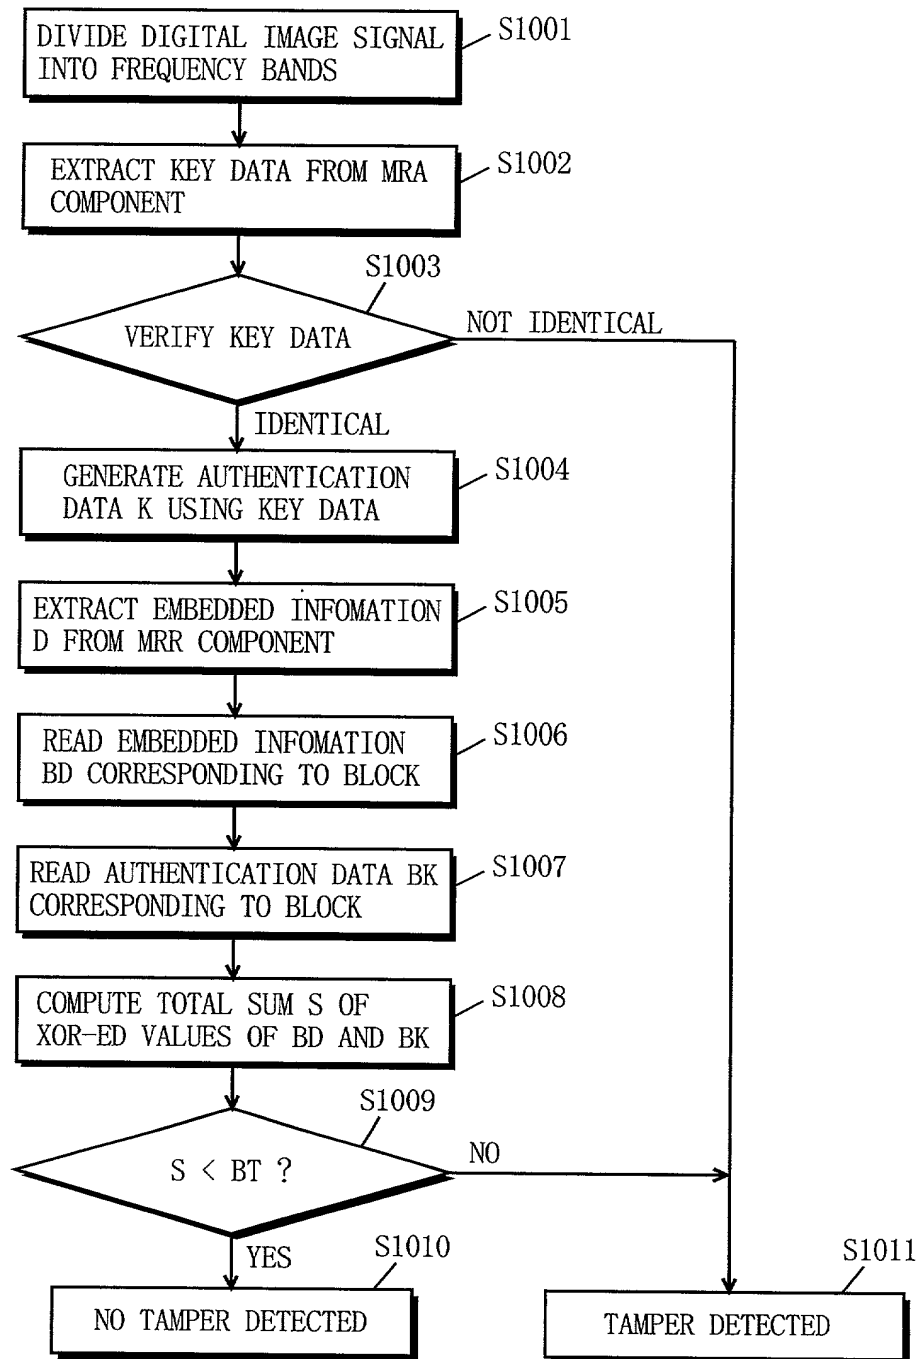 DIVIDE DIGITAL IMAGE SIGNAL
INTO FREQUENCY BANDS
S1001
EXTRACT KEY DATA FROM MRA
COMPONENT
S1002
S1003
VERIFY KEY DATA
NOT IDENTICAL
IDENTICAL
GENERATE AUTHENTICATION
DATA K USING KEY DATA
S1004
EXTRACT EMBEDDED INFOMATION
D FROM MRR COMPONENT
S1005
READ EMBEDDED INFOMATION
BD CORRESPONDING TO BLOCK
S1006
READ AUTHENTICATION DATA BK
CORRESPONDING TO BLOCK
S1007
COMPUTE TOTAL SUM S OF
XOR-ED VALUES OF BD AND BK
S1008
S1009
S < BT ?
NO
YES
S1010
S1011
NO TAMPER DETECTED
TAMPER DETECTED